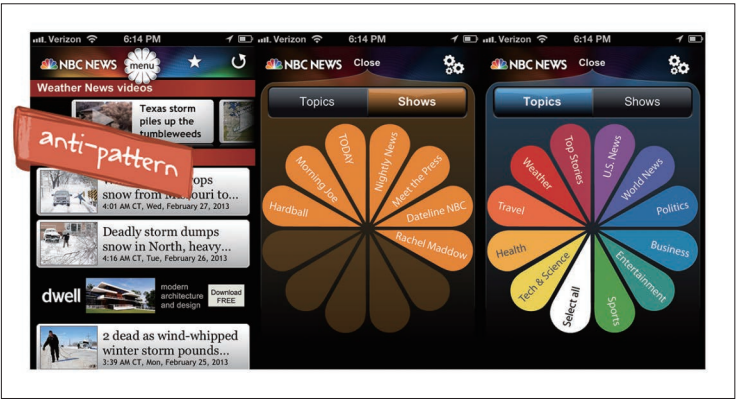 Verizon 6:14 PM
NBC NEWS menu
Weather News videos
Texas storm
piles up the
tumbleweeds
anti-pattern
snow from
4:01 AM CT, Wed, February 27, 2013
Deadly storm dumps
snow in North, heavy...
4:16 AM CT, Tue, February 26, 2013
dwell
modern
architecture
and design
Download
FREE
2 dead as wind-whipped
winter storm pounds...
3:39 AM CT, Mon, February 25, 2013
Verizon 6:14 PM
NBC NEWS Close
Topics Shows
Hardball
Morning Joe
TODAY
Nightly News
Meet the Press
Dateline NBC
Rachel Maddow
Verizon 6:14 PM
NBC NEWS Close
Topics Shows
Travel
Weather
Top Stories
U.S. News
World News
Politics
Business
Entertainment
Sports
Select all
Tech & Science
Health